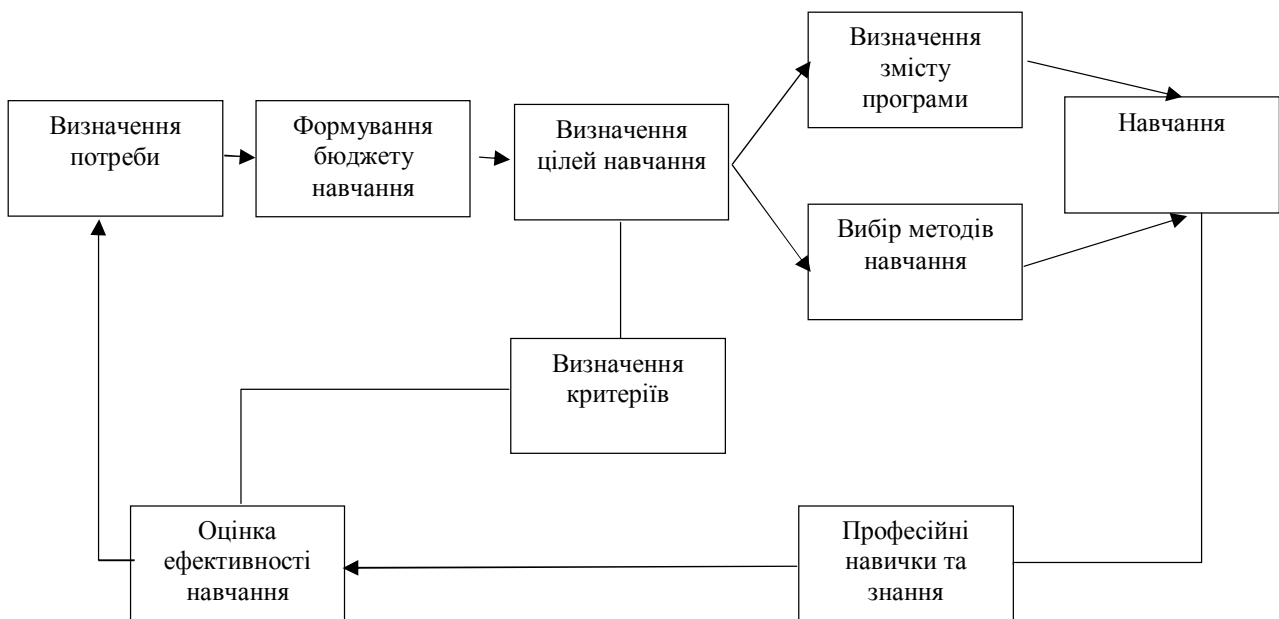 Визначення
потреби
Формування
бюджету
навчання
Визначення
цілей навчання
Визначення
змісту
програми
Вибір методів
навчання
Навчання
Визначення
критеріїв
Оцінка
ефективності
навчання
Професійні
навички та
знання